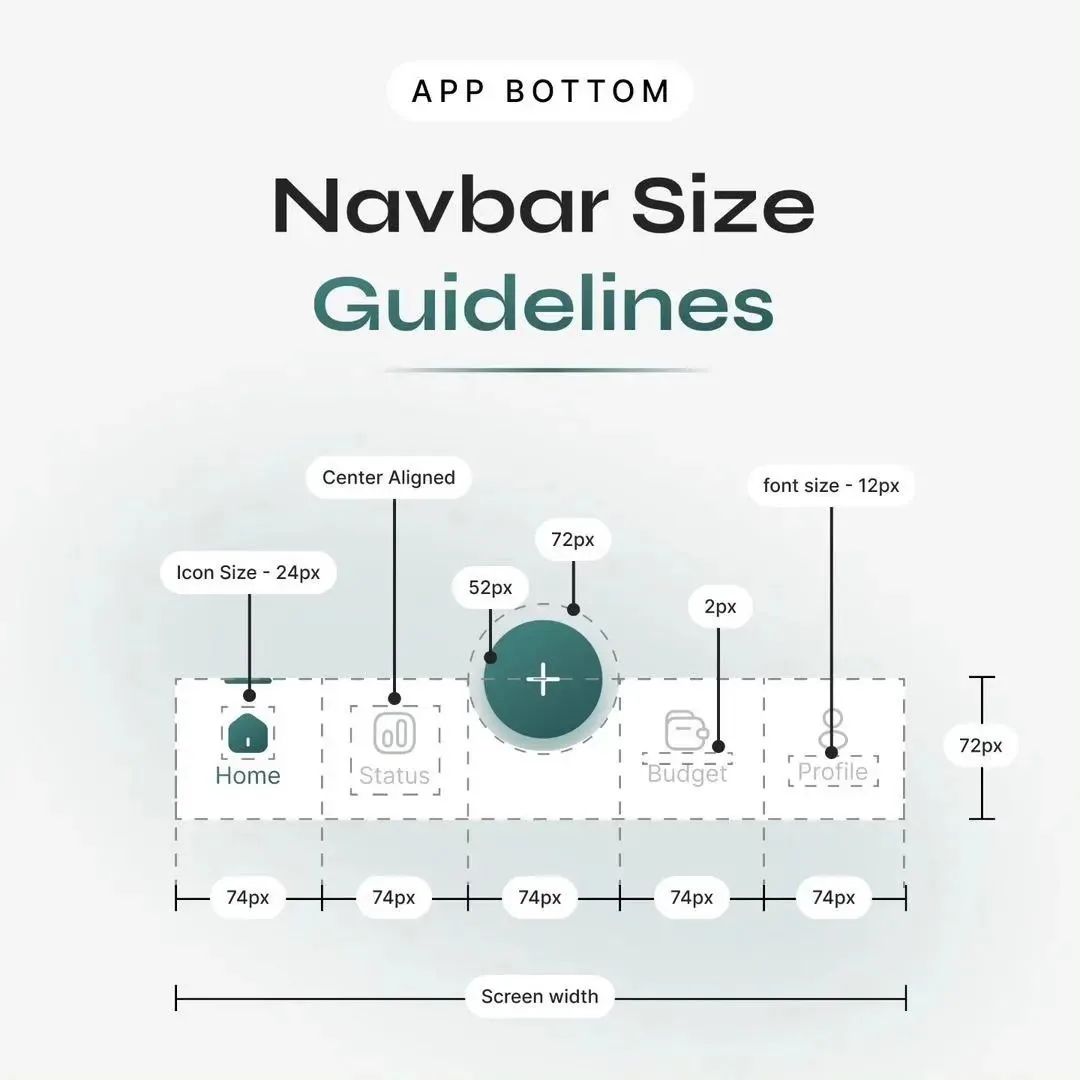 APP BOTTOM
Navbar Size
Guidelines
Center Aligned
font size - 12px
72px
Icon Size - 24px
52px
2px
72px
Home
Status
Budget
Profile
74px
74px
74px
74px
74px
Screen width